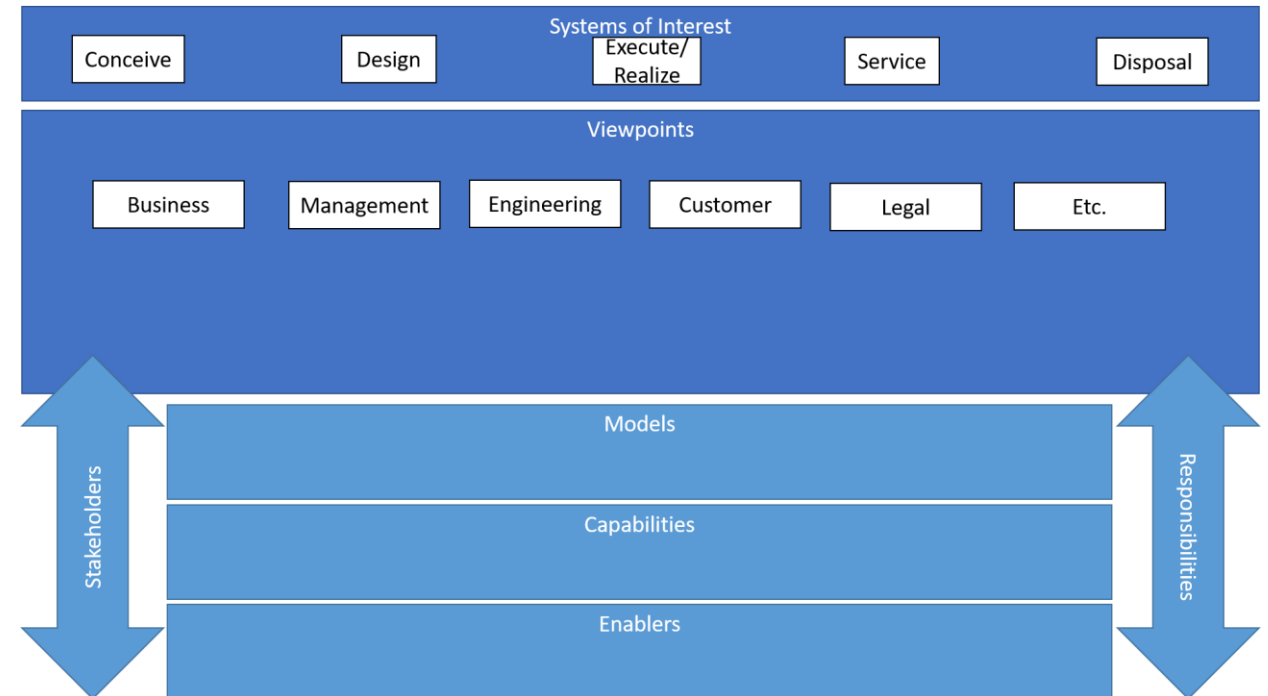 Systems of Interest
Conceive
Design
Execute/
Realize
Service
Disposal
Viewpoints
Business
Management
Engineering
Customer
Legal
Etc.
Models
Capabilities
Enablers
Stakeholders
Responsibilities